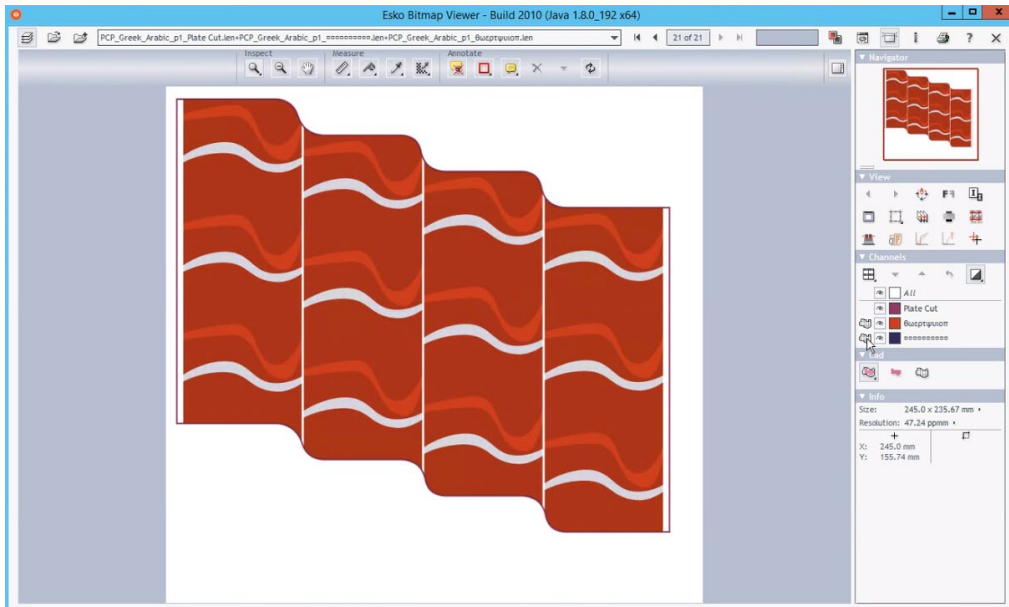 Esko Bitmap Viewer - Build 2010 (Java 1.8.0_192 x64)
PCP_Greek_Arabic_p1_Plate Cut.len+PCP_Greek_Arabic_p1_¤¤¤¤¤¤¤¤¤¤.len+PCP_Greek_Arabic_p1_θωερτψυιοπ.len
21 of 21
Inspect
Measure
Annotate
Navigator
View
Channels
All
Plate Cut
θωερτψυιοπ
¤¤¤¤¤¤¤¤¤¤
Cad
Info
Size: 245.0 x 235.67 mm
Resolution: 47.24 ppmm
X: 245.0 mm
Y: 155.74 mm